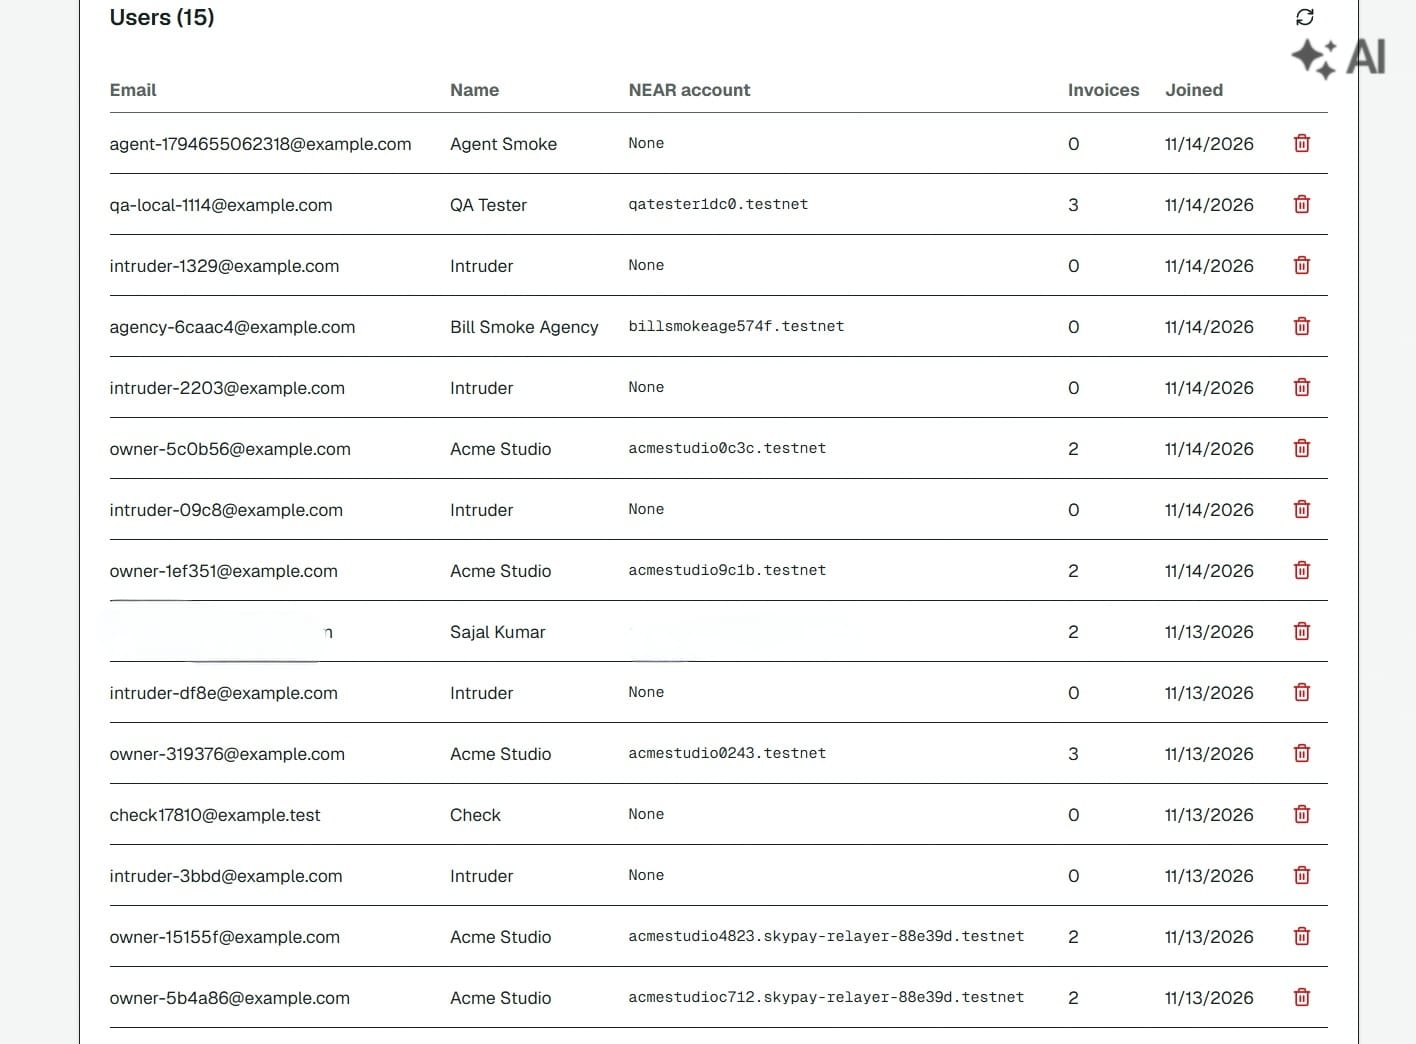 Users (15)
AI
Email Name NEAR account Invoices Joined
agent-1794655062318@example.com Agent Smoke None 0 11/14/2026
qa-local-1114@example.com QA Tester qatester1dc0.testnet 3 11/14/2026
intruder-1329@example.com Intruder None 0 11/14/2026
agency-6caac4@example.com Bill Smoke Agency billsmokeage574f.testnet 0 11/14/2026
intruder-2203@example.com Intruder None 0 11/14/2026
owner-5c0b56@example.com Acme Studio acmestudio0c3c.testnet 2 11/14/2026
intruder-09c8@example.com Intruder None 0 11/14/2026
owner-1ef351@example.com Acme Studio acmestudio9c1b.testnet 2 11/14/2026
Sajal Kumar 2 11/13/2026
intruder-df8e@example.com Intruder None 0 11/13/2026
owner-319376@example.com Acme Studio acmestudio0243.testnet 3 11/13/2026
check17810@example.test Check None 0 11/13/2026
intruder-3bbd@example.com Intruder None 0 11/13/2026
owner-15155f@example.com Acme Studio acmestudio4823.skypay-relayer-88e39d.testnet 2 11/13/2026
owner-5b4a86@example.com Acme Studio acmestudioc712.skypay-relayer-88e39d.testnet 2 11/13/2026